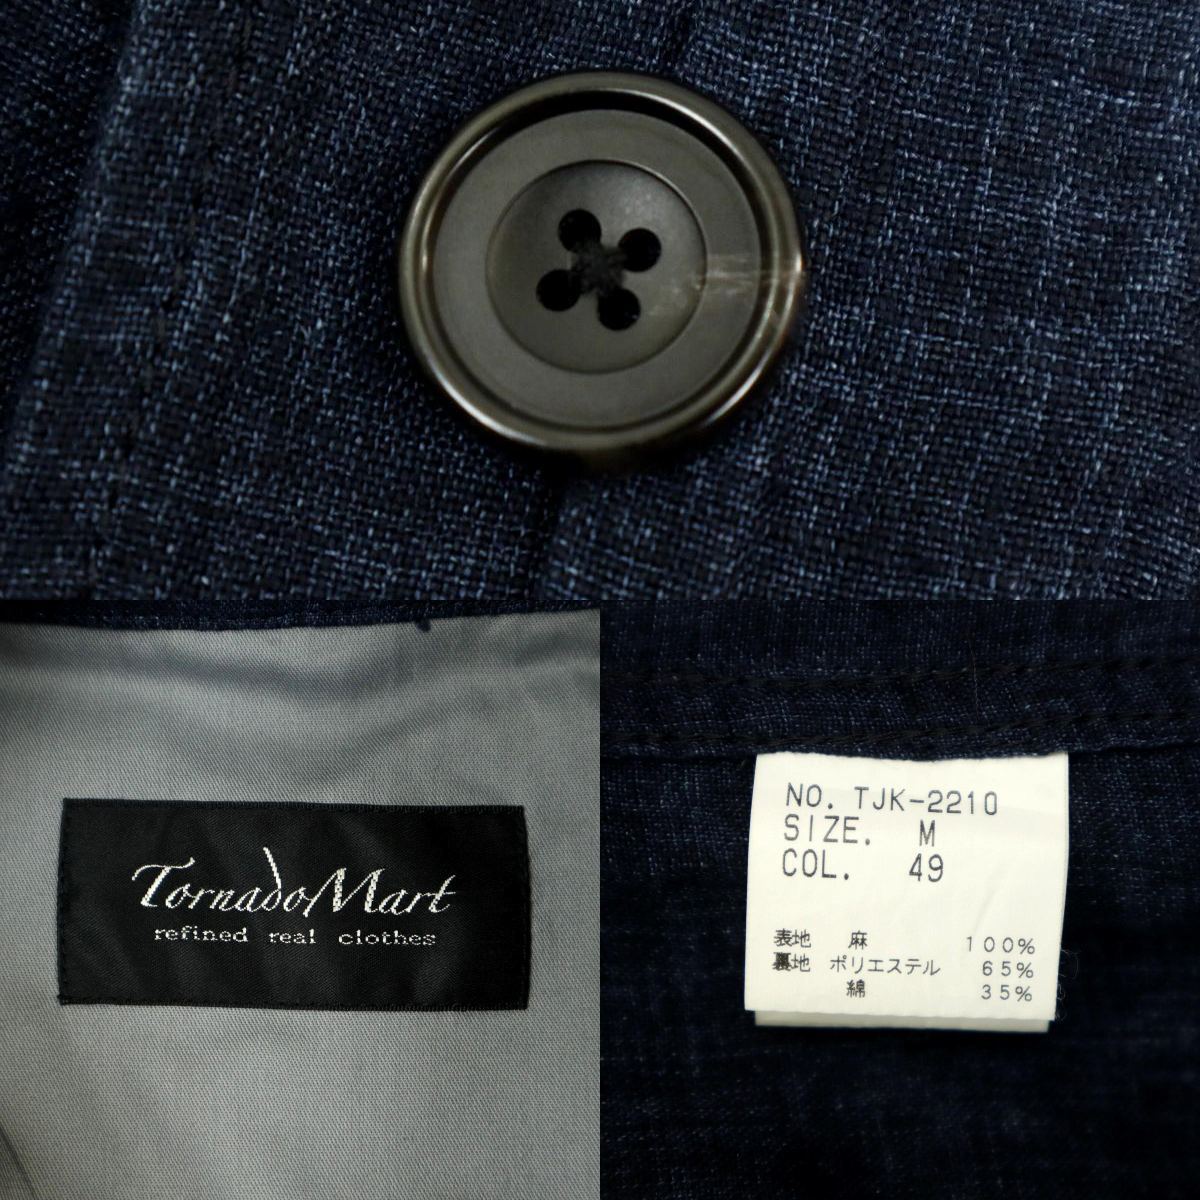 TornadoMart
refined real clothes
NO. TJK-2210
SIZE. M
COL. 49
表地 麻 100%
裏地 ポリエステル 65%
綿 35%